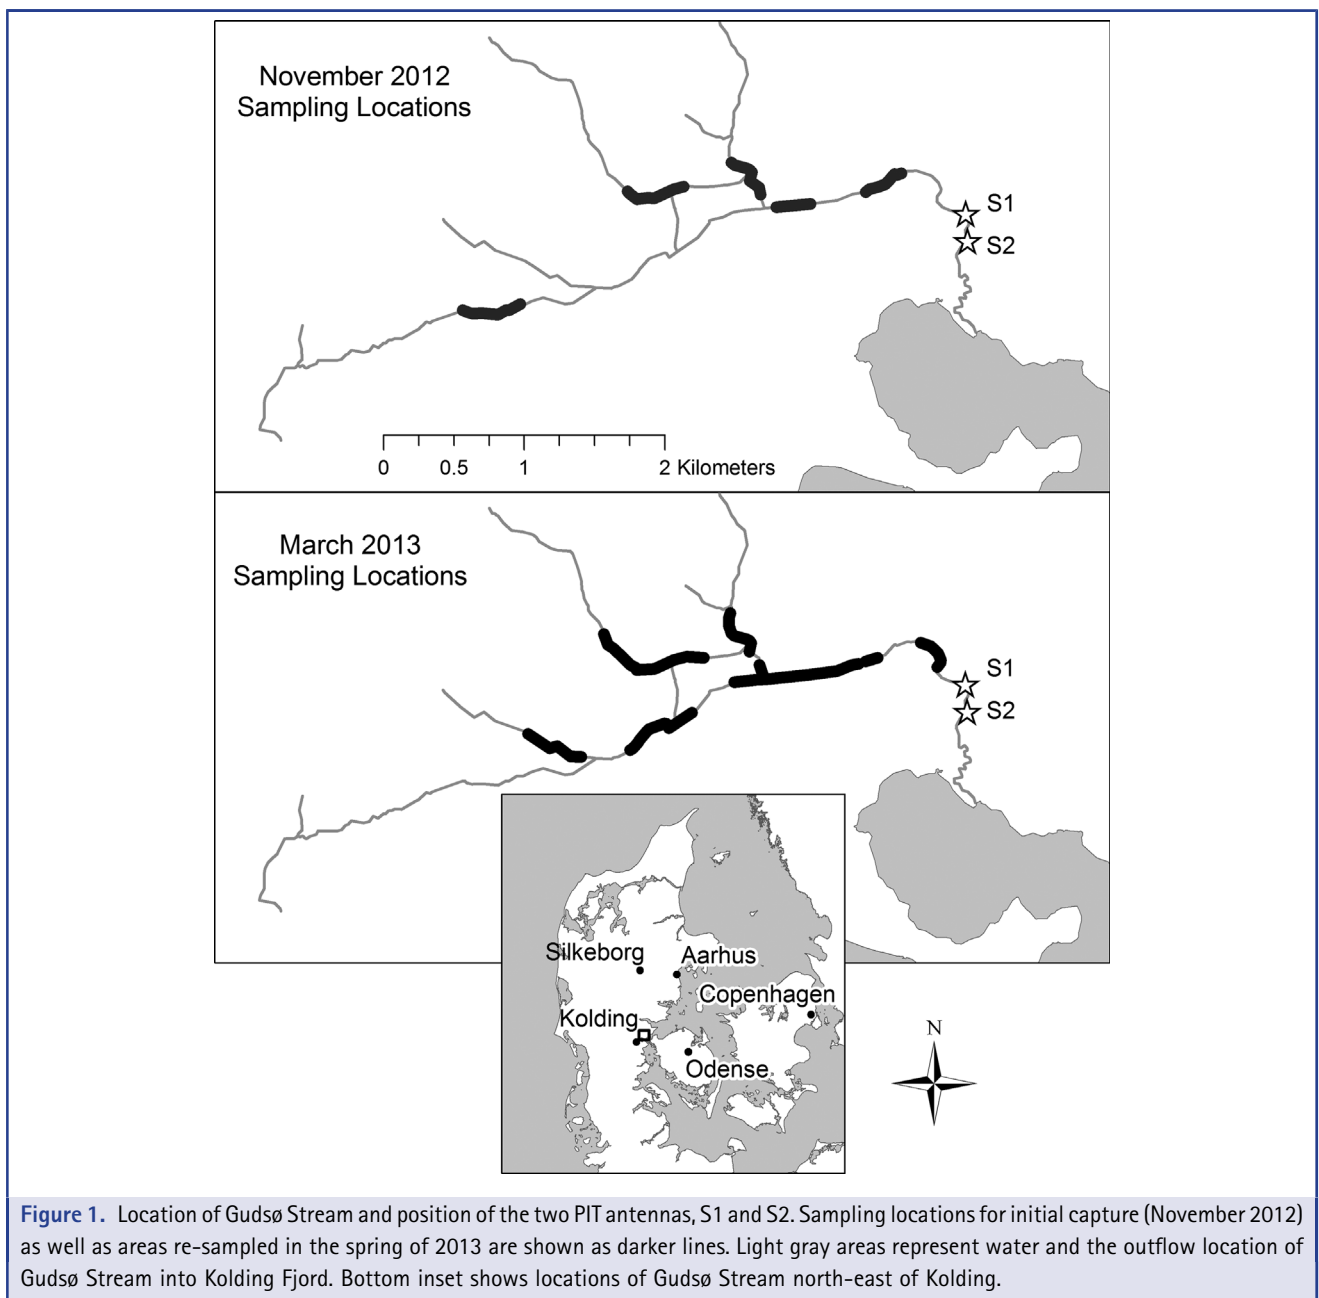 November 2012
Sampling Locations
S1
S2
0 0.5 1 2 Kilometers
March 2013
Sampling Locations
S1
S2
Silkeborg
Aarhus
Copenhagen
Kolding
Odense
N
Figure 1. Location of Gudsø Stream and position of the two PIT antennas, S1 and S2. Sampling locations for initial capture (November 2012)
as well as areas re-sampled in the spring of 2013 are shown as darker lines. Light gray areas represent water and the outflow location of
Gudsø Stream into Kolding Fjord. Bottom inset shows locations of Gudsø Stream north-east of Kolding.